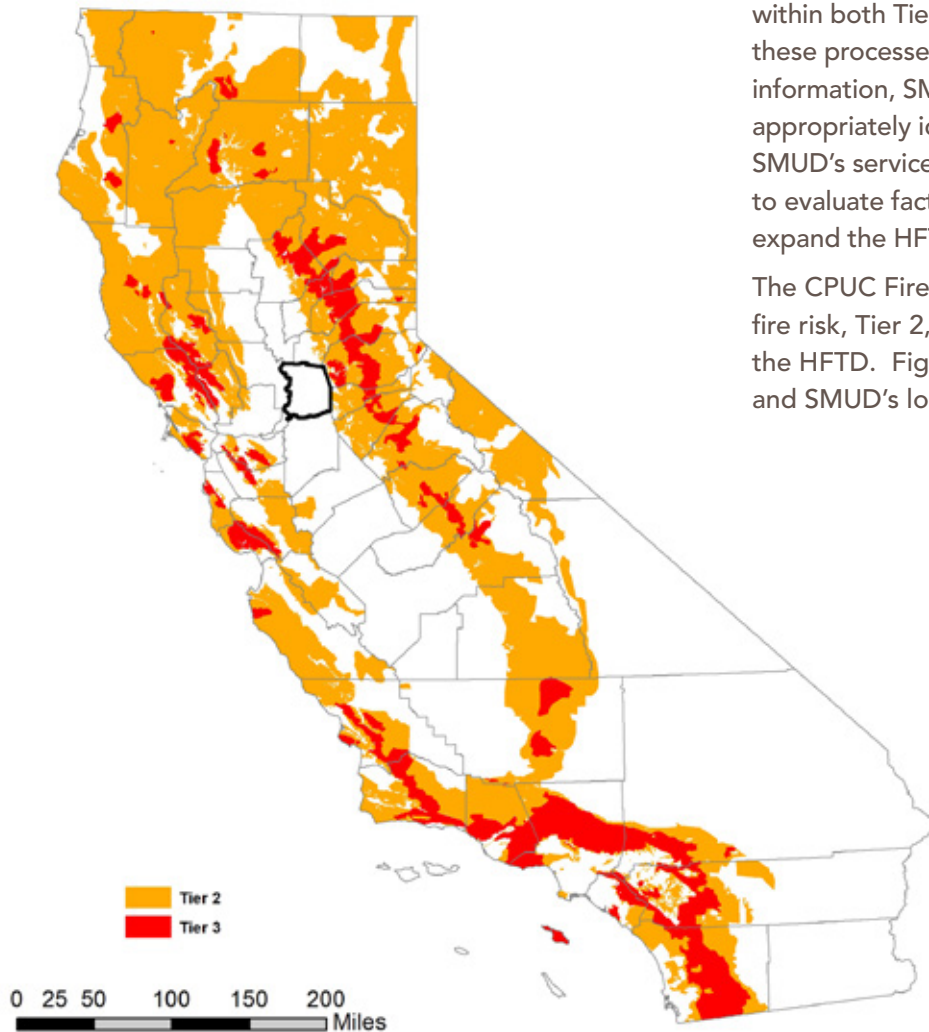 within both Tie
these processe
information, SM
appropriately id
SMUD's service
to evaluate fact
expand the HFT
The CPUC Fire
fire risk, Tier 2,
the HFTD. Fig
and SMUD's lo
Tier 2
Tier 3
0 25 50 100 150 200
Miles